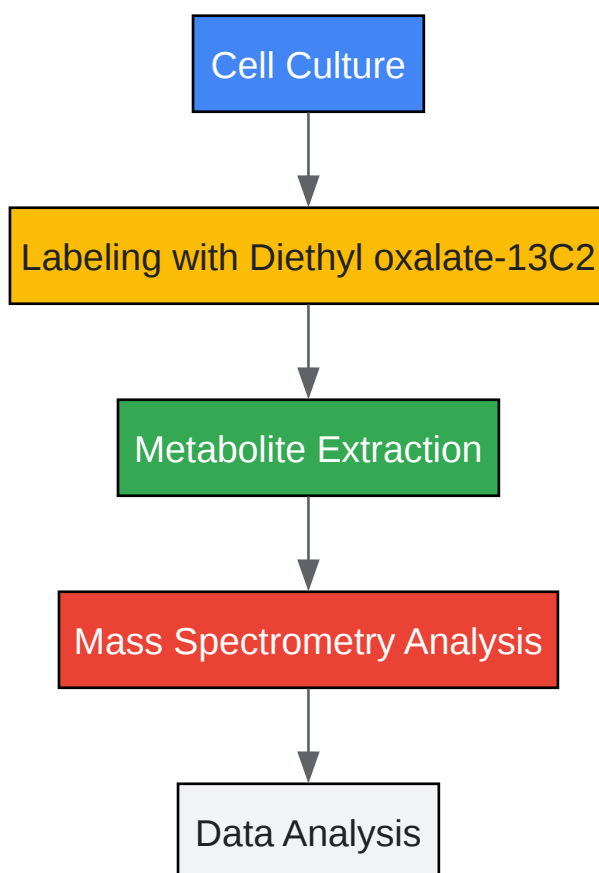 Cell Culture
Labeling with Diethyl oxalate-13C2
Metabolite Extraction
Mass Spectrometry Analysis
Data Analysis